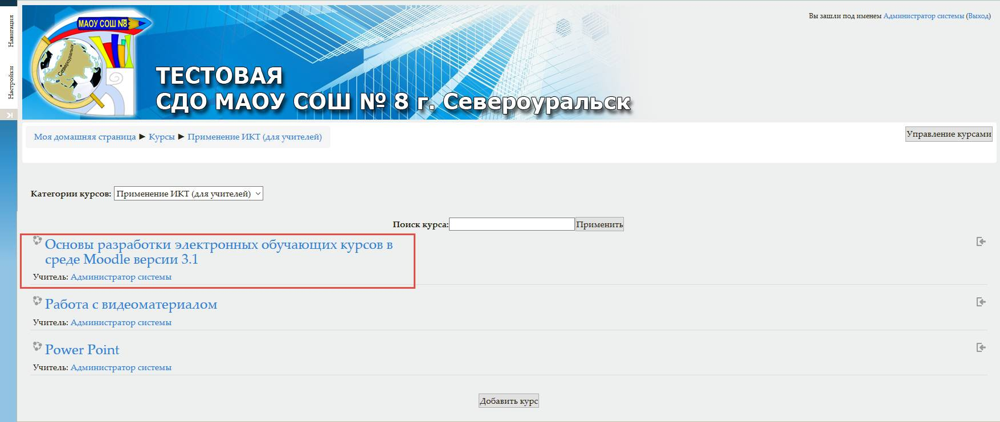 Навигация
Настройки
МАОУ СОШ №8
Североуральск
ТЕСТОВАЯ
СДО МАОУ СОШ № 8 г. Североуральск
Вы зашли под именем Администратор системы (Выход)
Моя домашняя страница ► Курсы ► Применение ИКТ (для учителей)
Управление курсами
Категории курсов: Применение ИКТ (для учителей)
Поиск курса: Применить
Основы разработки электронных обучающих курсов в
среде Moodle версии 3.1
Учитель: Администратор системы
Работа с видеоматериалом
Учитель: Администратор системы
Power Point
Учитель: Администратор системы
Добавить курс